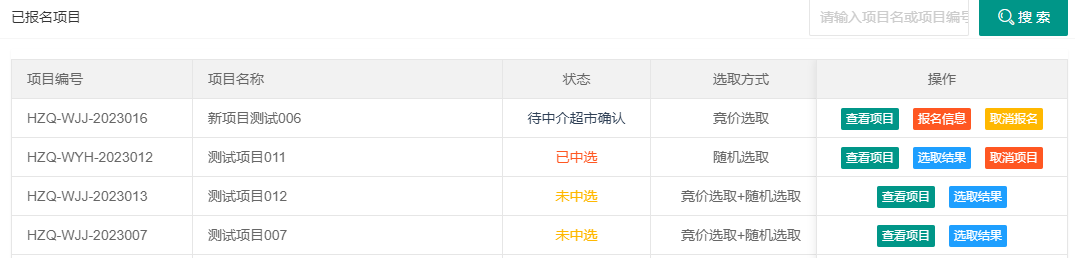 已报名项目 请输入项目名或项目编号 搜 索
项目编号 项目名称 状态 选取方式 操作
HZQ-WJJ-2023016 新项目测试006 待中介超市确认 竞价选取 查看项目 报名信息 取消报名
HZQ-WYH-2023012 测试项目011 已中选 随机选取 查看项目 选取结果 取消项目
HZQ-WJJ-2023013 测试项目012 未中选 竞价选取+随机选取 查看项目 选取结果
HZQ-WJJ-2023007 测试项目007 未中选 竞价选取+随机选取 查看项目 选取结果